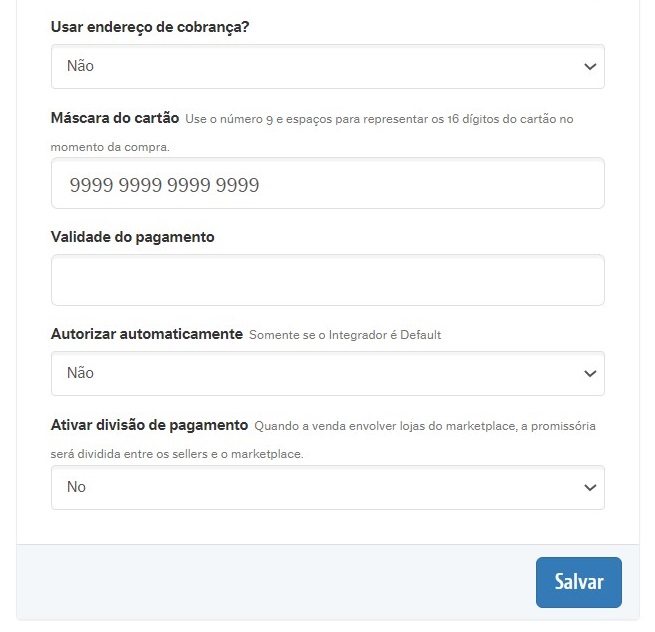 Usar endereço de cobrança?
Não
Máscara do cartão Use o número 9 e espaços para representar os 16 dígitos do cartão no
momento da compra.
9999 9999 9999 9999
Validade do pagamento
Autorizar automaticamente Somente se o Integrador é Default
Não
Ativar divisão de pagamento Quando a venda envolver lojas do marketplace, a promissória
será dividida entre os sellers e o marketplace.
No
Salvar